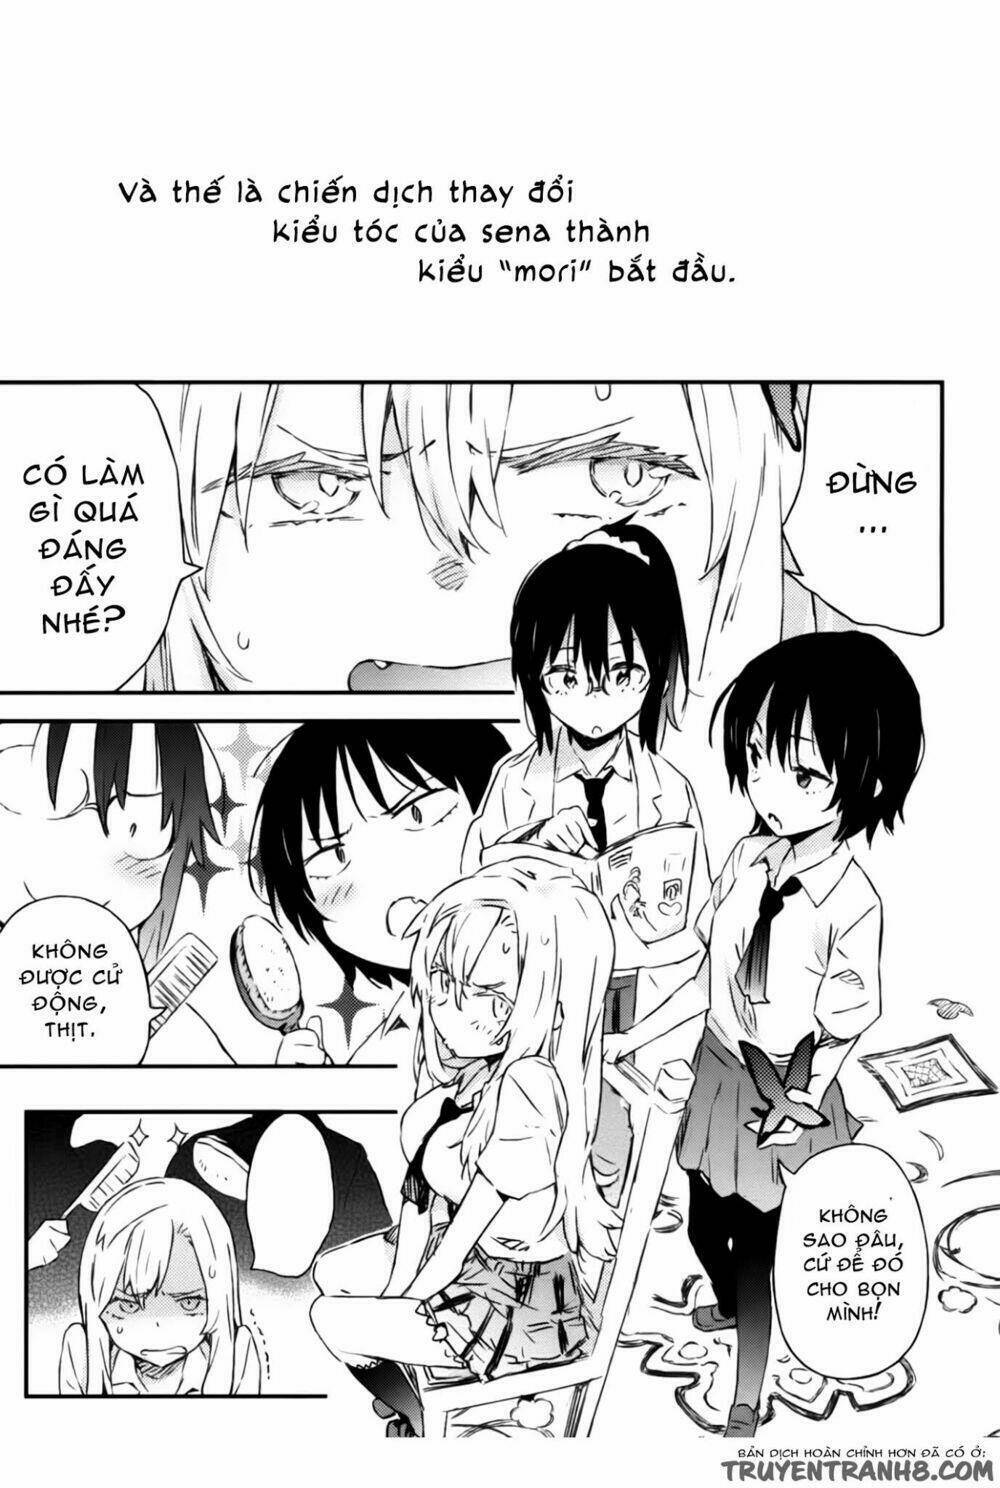 Và thế là chiến dịch thay đổi
kiểu tóc của sena thành
kiểu "mori" bắt đầu.
ĐỪNG
...
CÓ LÀM
GÌ QUÁ
ĐÁNG
ĐẤY
NHÉ?
KHÔNG
ĐƯỢC CỬ
ĐỘNG,
THỊT.
KHÔNG
SAO ĐÂU,
CỨ ĐỂ ĐÓ
CHO BỌN
MÌNH!
BẢN DỊCH HOÀN CHỈNH HƠN ĐÃ CÓ Ở:
TRUYENTRANH8.COM